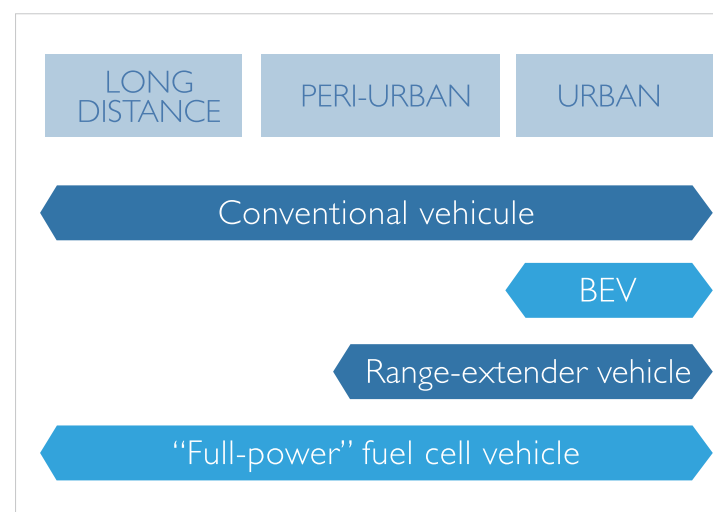 LONG
DISTANCE
PERI-URBAN
URBAN
Conventional vehicule
BEV
Range-extender vehicle
“Full-power” fuel cell vehicle